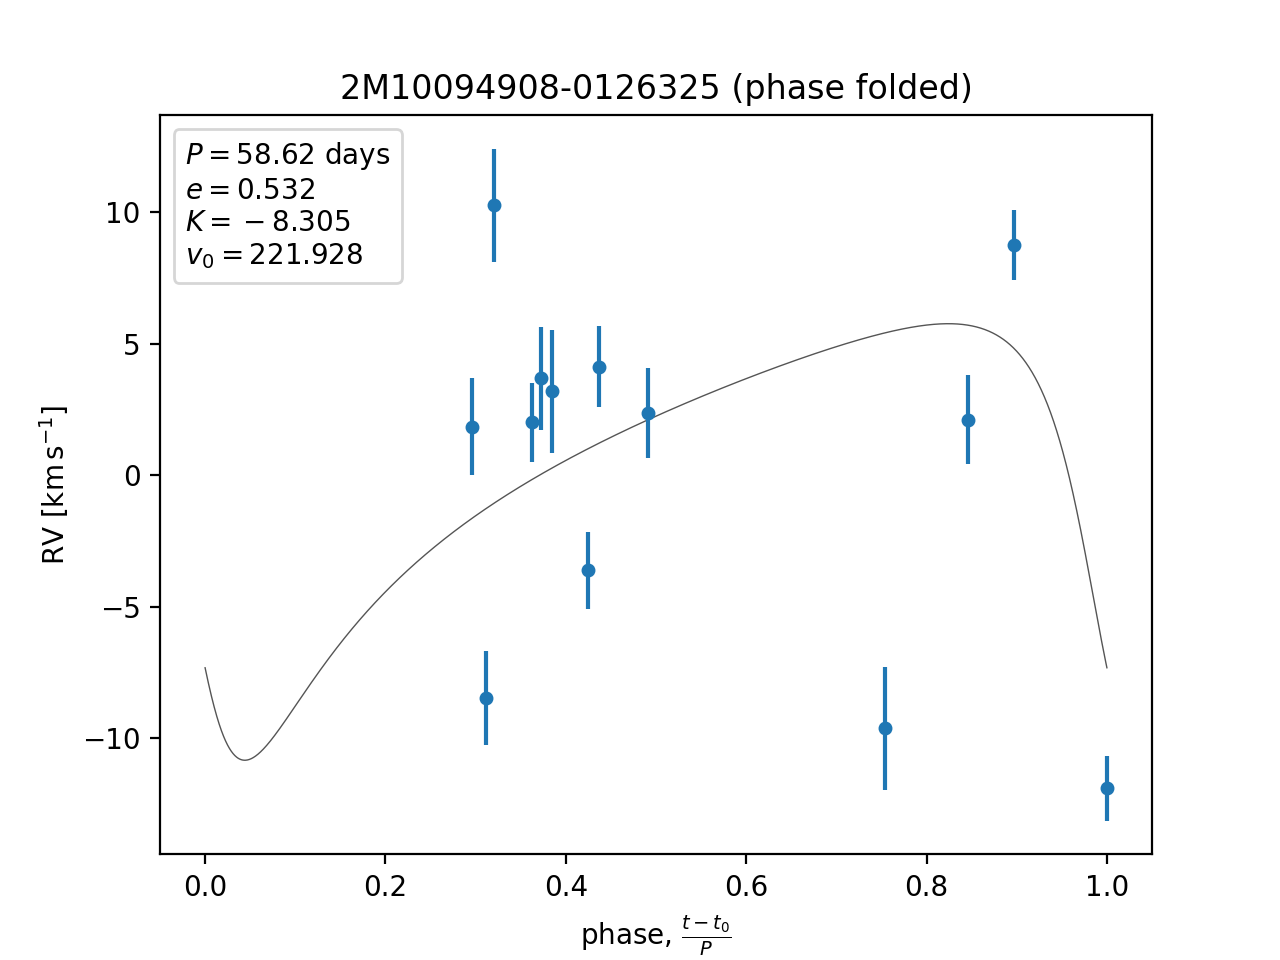 2M10094908-0126325 (phase folded)
P = 58.62 days
e = 0.532
K = −8.305
v₀ = 221.928
10
5
0
−5
−10
RV [km s⁻¹]
0.0 0.2 0.4 0.6 0.8 1.0
phase, (t − t₀)/P